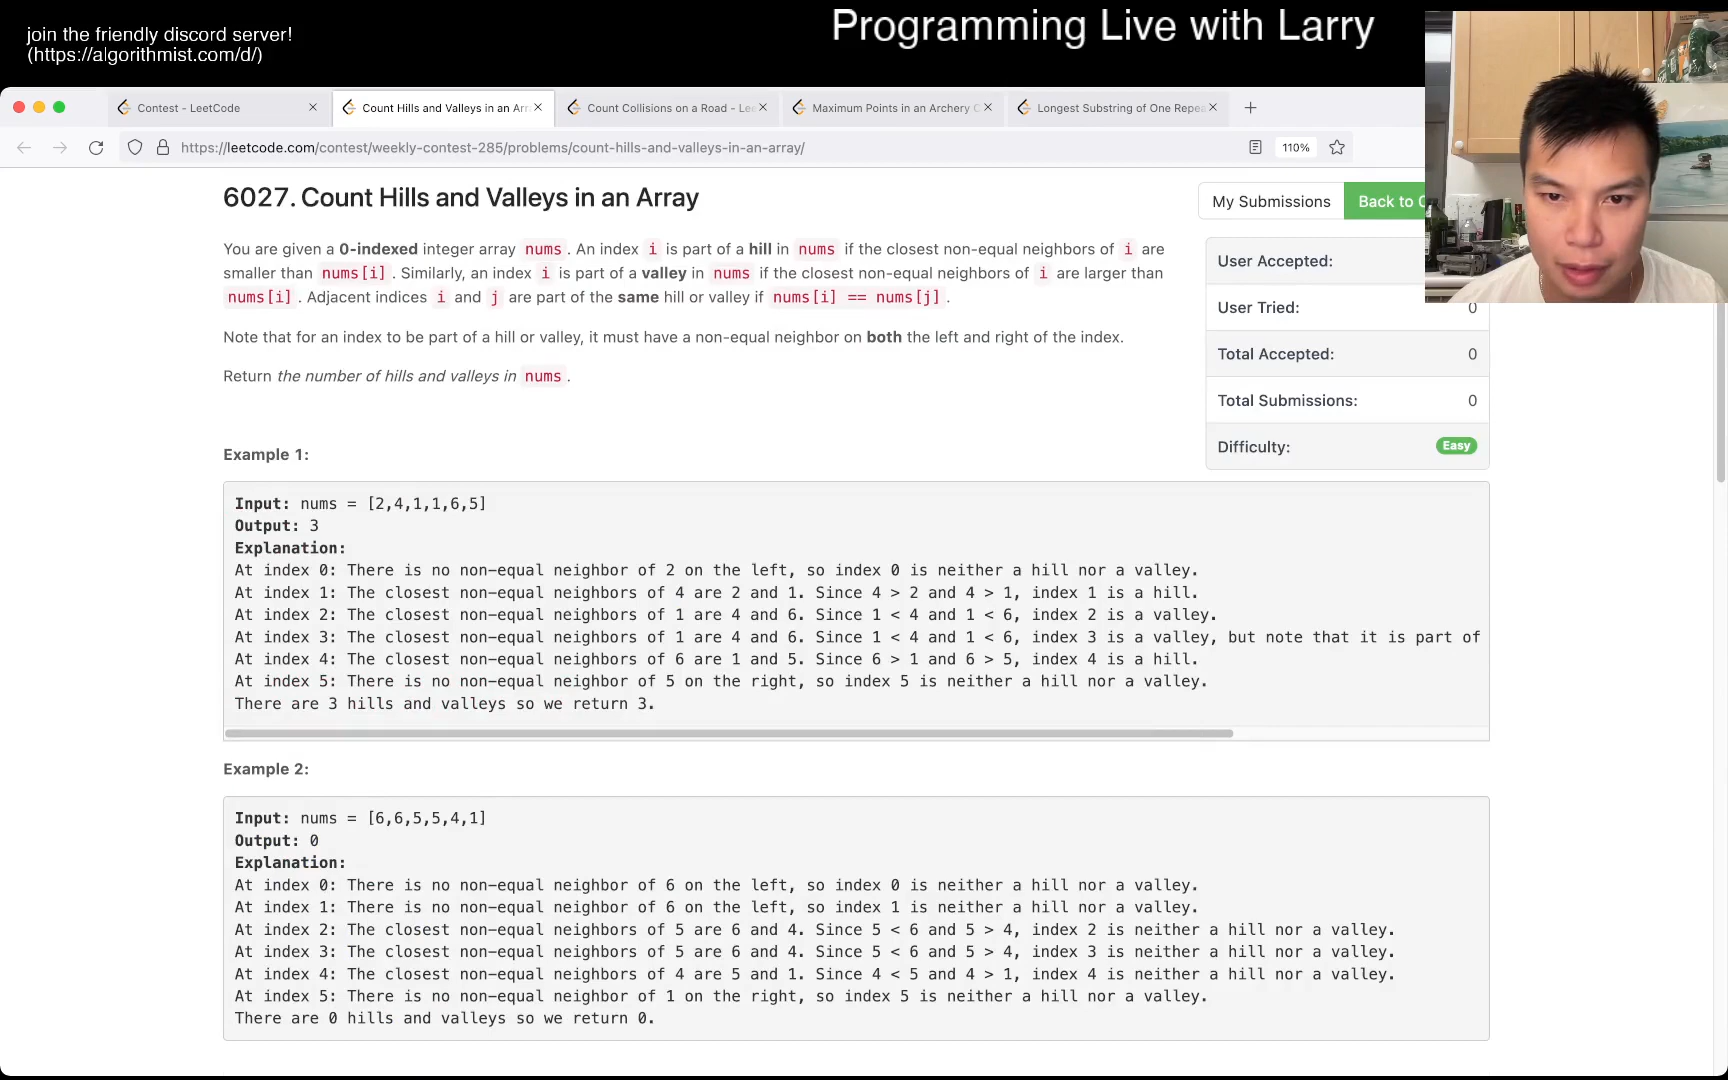 join the friendly discord server!
(https://algorithmist.com/d/)
Programming Live with Larry
Contest - LeetCode
Count Hills and Valleys in an Arr
Count Collisions on a Road - Lee
Maximum Points in an Archery C
Longest Substring of One Repea
https://leetcode.com/contest/weekly-contest-285/problems/count-hills-and-valleys-in-an-array/
110%
6027. Count Hills and Valleys in an Array
My Submissions
Back to C
You are given a 0-indexed integer array nums. An index i is part of a hill in nums if the closest non-equal neighbors of i are
smaller than nums[i]. Similarly, an index i is part of a valley in nums if the closest non-equal neighbors of i are larger than
nums[i]. Adjacent indices i and j are part of the same hill or valley if nums[i] == nums[j].
Note that for an index to be part of a hill or valley, it must have a non-equal neighbor on both the left and right of the index.
Return the number of hills and valleys in nums.
User Accepted:
User Tried: 0
Total Accepted: 0
Total Submissions: 0
Difficulty: Easy
Example 1:
Input: nums = [2,4,1,1,6,5]
Output: 3
Explanation:
At index 0: There is no non-equal neighbor of 2 on the left, so index 0 is neither a hill nor a valley.
At index 1: The closest non-equal neighbors of 4 are 2 and 1. Since 4 > 2 and 4 > 1, index 1 is a hill.
At index 2: The closest non-equal neighbors of 1 are 4 and 6. Since 1 < 4 and 1 < 6, index 2 is a valley.
At index 3: The closest non-equal neighbors of 1 are 4 and 6. Since 1 < 4 and 1 < 6, index 3 is a valley, but note that it is part of
At index 4: The closest non-equal neighbors of 6 are 1 and 5. Since 6 > 1 and 6 > 5, index 4 is a hill.
At index 5: There is no non-equal neighbor of 5 on the right, so index 5 is neither a hill nor a valley.
There are 3 hills and valleys so we return 3.
Example 2:
Input: nums = [6,6,5,5,4,1]
Output: 0
Explanation:
At index 0: There is no non-equal neighbor of 6 on the left, so index 0 is neither a hill nor a valley.
At index 1: There is no non-equal neighbor of 6 on the left, so index 1 is neither a hill nor a valley.
At index 2: The closest non-equal neighbors of 5 are 6 and 4. Since 5 < 6 and 5 > 4, index 2 is neither a hill nor a valley.
At index 3: The closest non-equal neighbors of 5 are 6 and 4. Since 5 < 6 and 5 > 4, index 3 is neither a hill nor a valley.
At index 4: The closest non-equal neighbors of 4 are 5 and 1. Since 4 < 5 and 4 > 1, index 4 is neither a hill nor a valley.
At index 5: There is no non-equal neighbor of 1 on the right, so index 5 is neither a hill nor a valley.
There are 0 hills and valleys so we return 0.